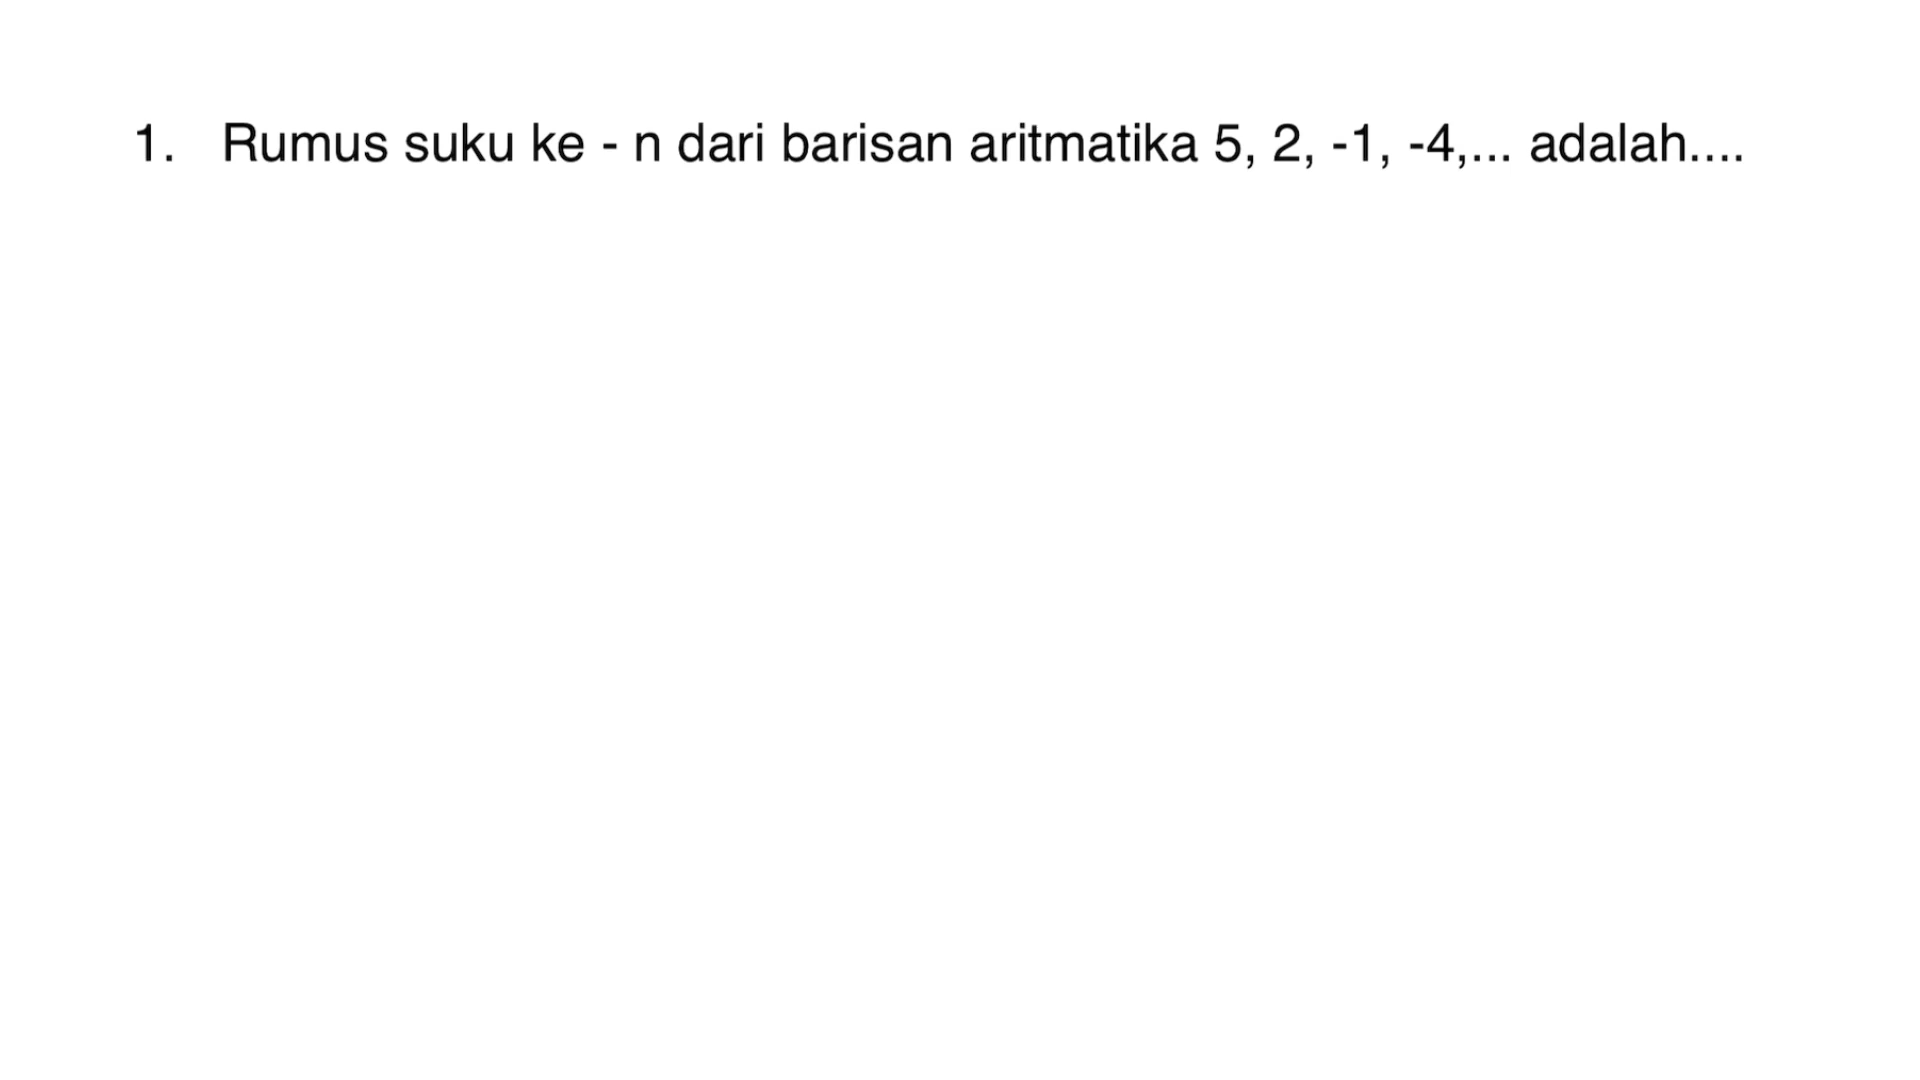 1. Rumus suku ke - n dari barisan aritmatika 5, 2, -1, -4,... adalah....